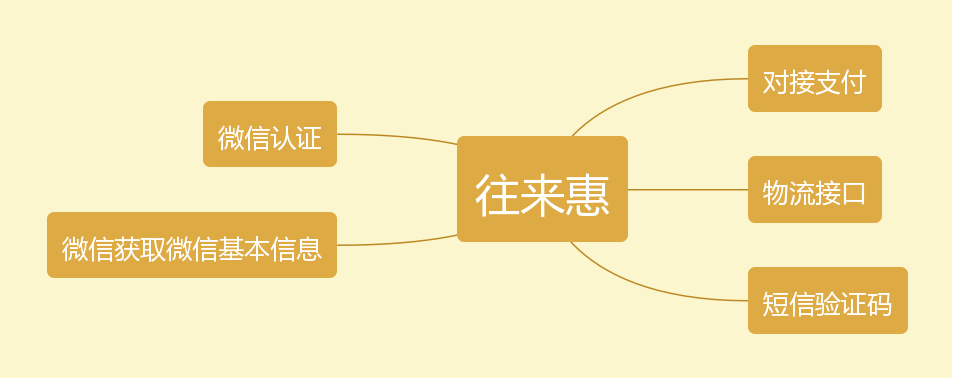 往来惠
对接支付
物流接口
短信验证码
微信认证
微信获取微信基本信息